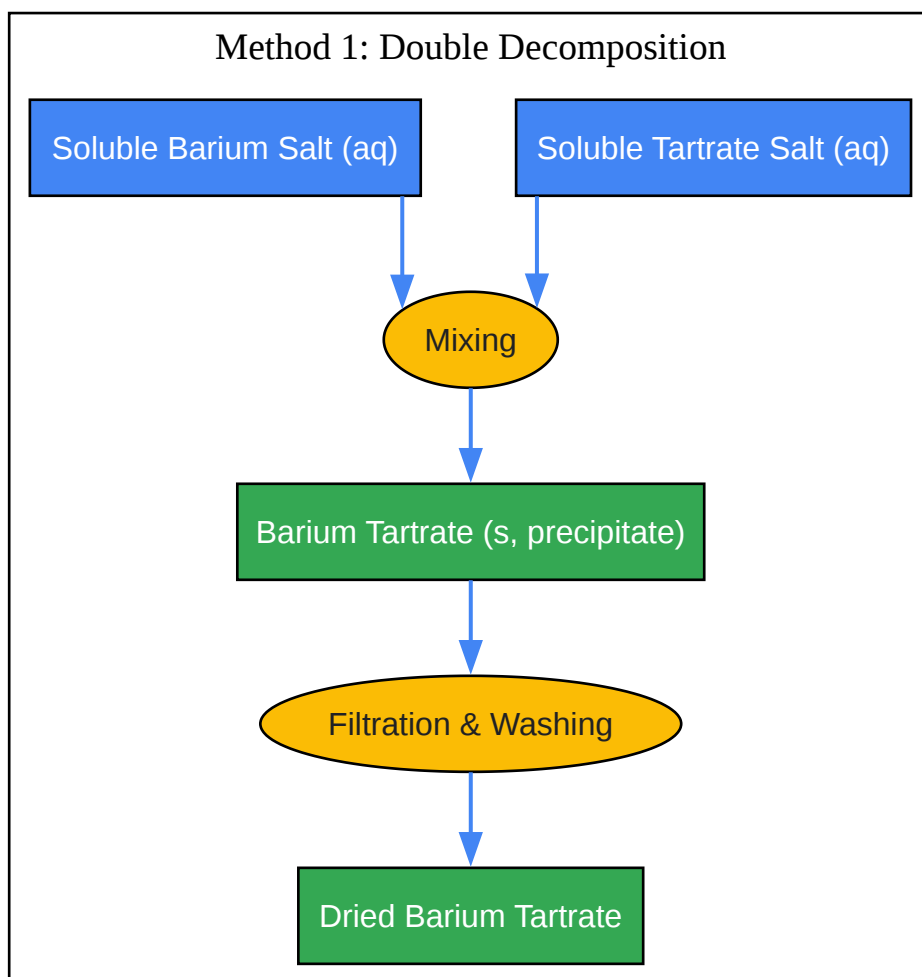 Method 1: Double Decomposition
Soluble Barium Salt (aq)
Soluble Tartrate Salt (aq)
Mixing
Barium Tartrate (s, precipitate)
Filtration & Washing
Dried Barium Tartrate